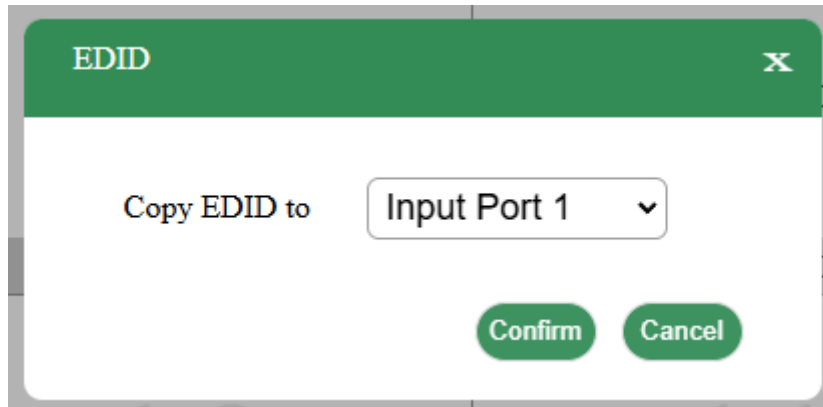 EDID
x
Copy EDID to
Input Port 1
Confirm
Cancel